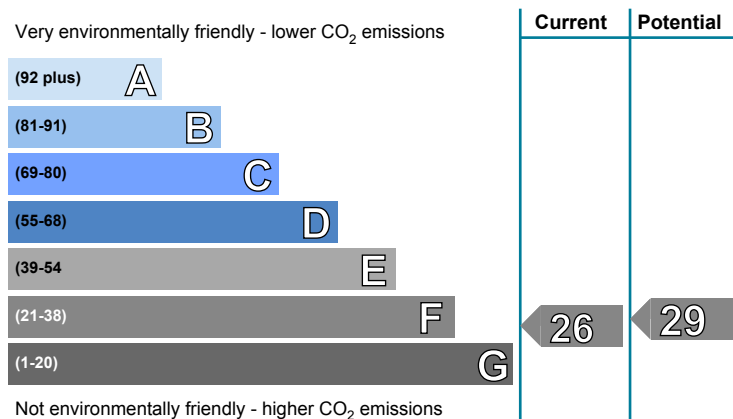 Current Potential
Very environmentally friendly - lower CO₂ emissions
(92 plus) A
(81-91) B
(69-80) C
(55-68) D
(39-54 E
(21-38) F
26 29
(1-20) G
Not environmentally friendly - higher CO₂ emissions